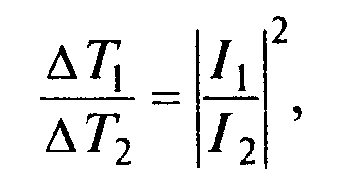 ΔT₁/ΔT₂ = |I₁/I₂|²,